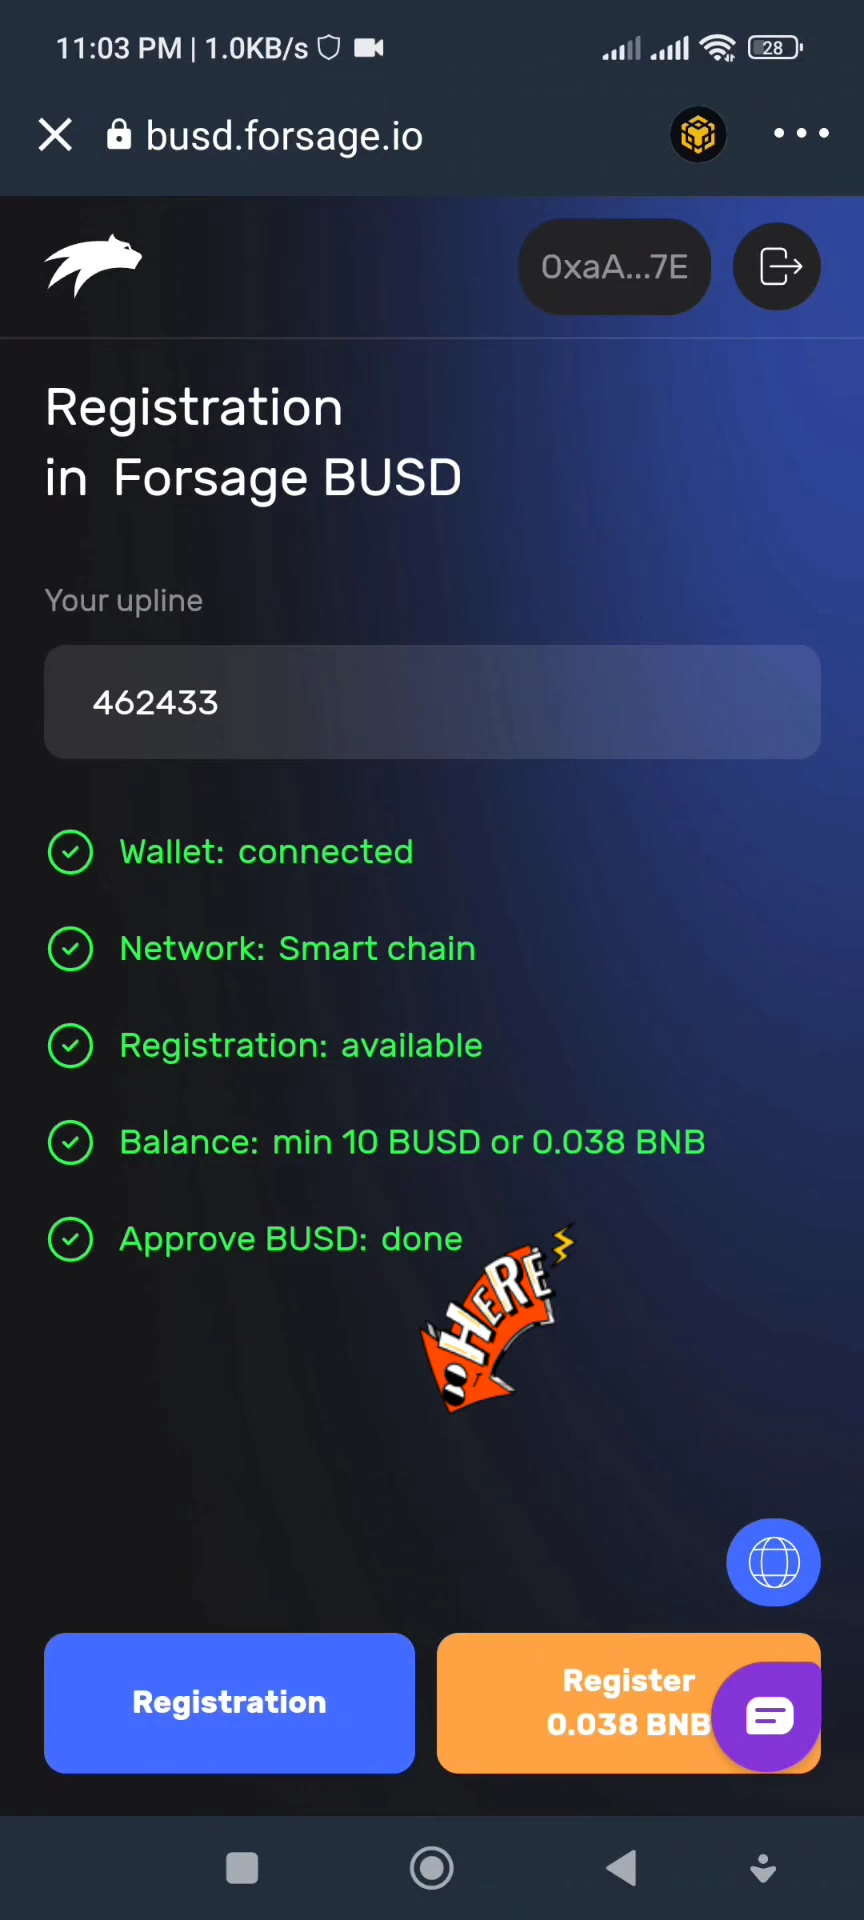 11:03 PM | 1.0KB/s
28
busd.forsage.io
0xaA...7E
Registration
in Forsage BUSD
Your upline
462433
Wallet: connected
Network: Smart chain
Registration: available
Balance: min 10 BUSD or 0.038 BNB
Approve BUSD: done
HERE
Registration
Register
0.038 BNB